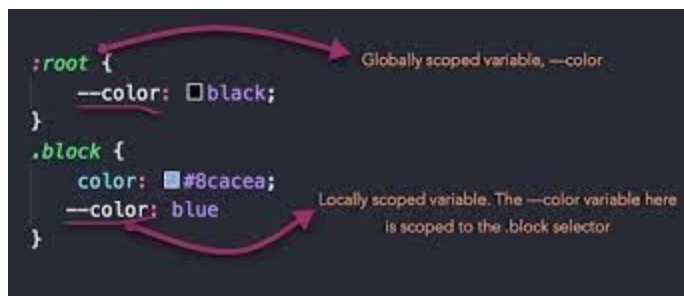 :root {
Globally scoped variable, —color
--color: black;
}
.block {
color: #8cacea;
--color: blue
Locally scoped variable. The —color variable here
is scoped to the .block selector
}